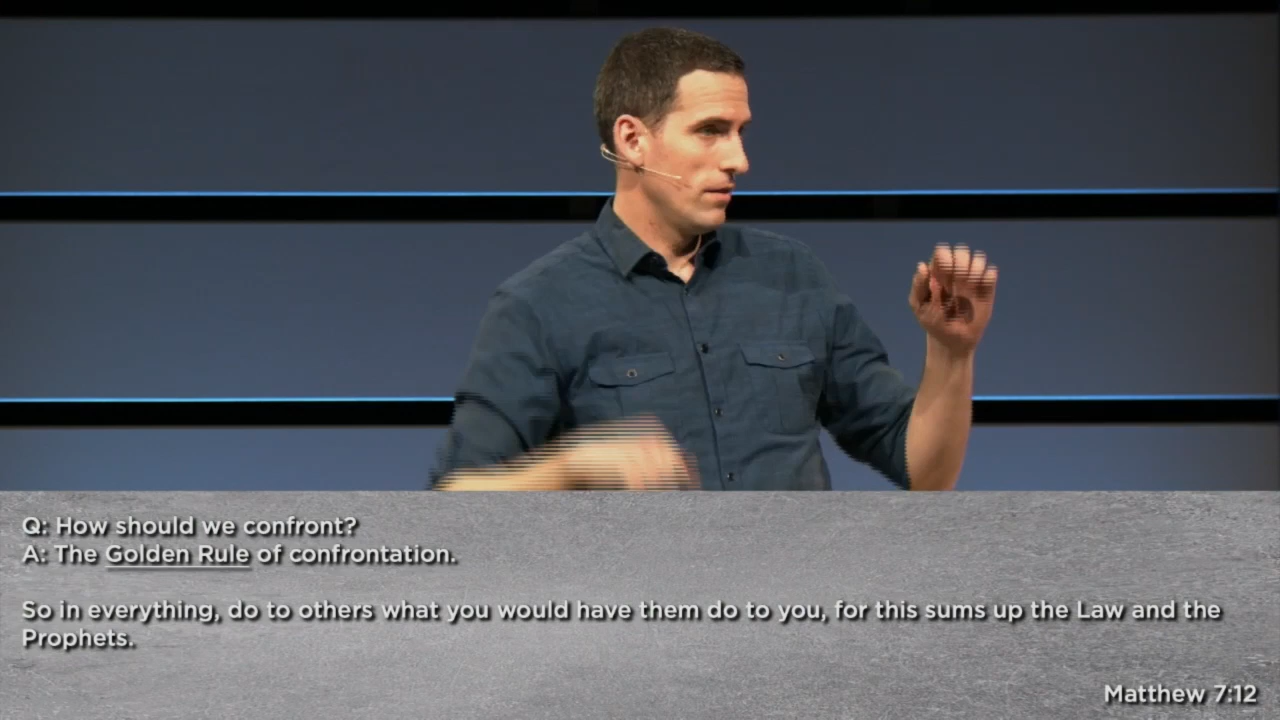 Q: How should we confront?
A: The Golden Rule of confrontation.
So in everything, do to others what you would have them do to you, for this sums up the Law and the
Prophets.
Matthew 7:12